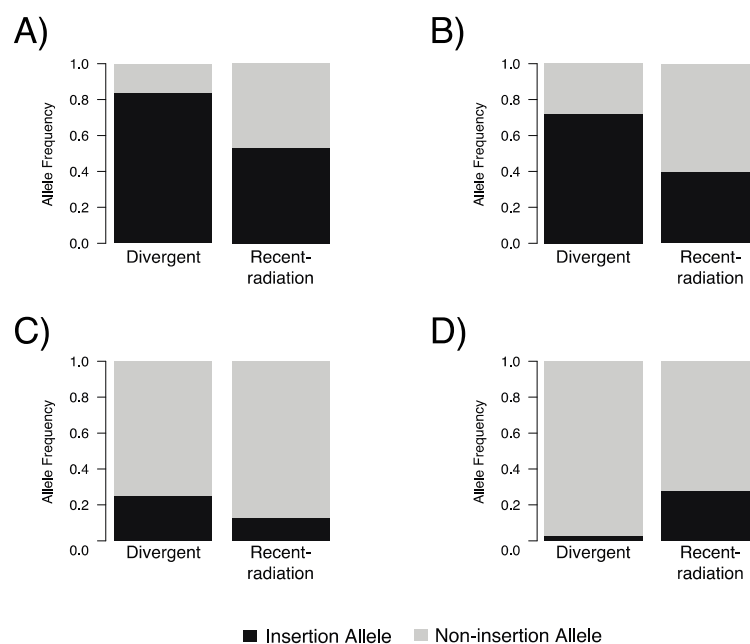 A)
B)
1.0
0.8
0.6
0.4
0.2
0.0
Allele Frequency
Divergent
Recent-
radiation
1.0
0.8
0.6
0.4
0.2
0.0
Allele Frequency
Divergent
Recent-
radiation
C)
D)
1.0
0.8
0.6
0.4
0.2
0.0
Allele Frequency
Divergent
Recent-
radiation
1.0
0.8
0.6
0.4
0.2
0.0
Allele Frequency
Divergent
Recent-
radiation
Insertion Allele
Non-insertion Allele